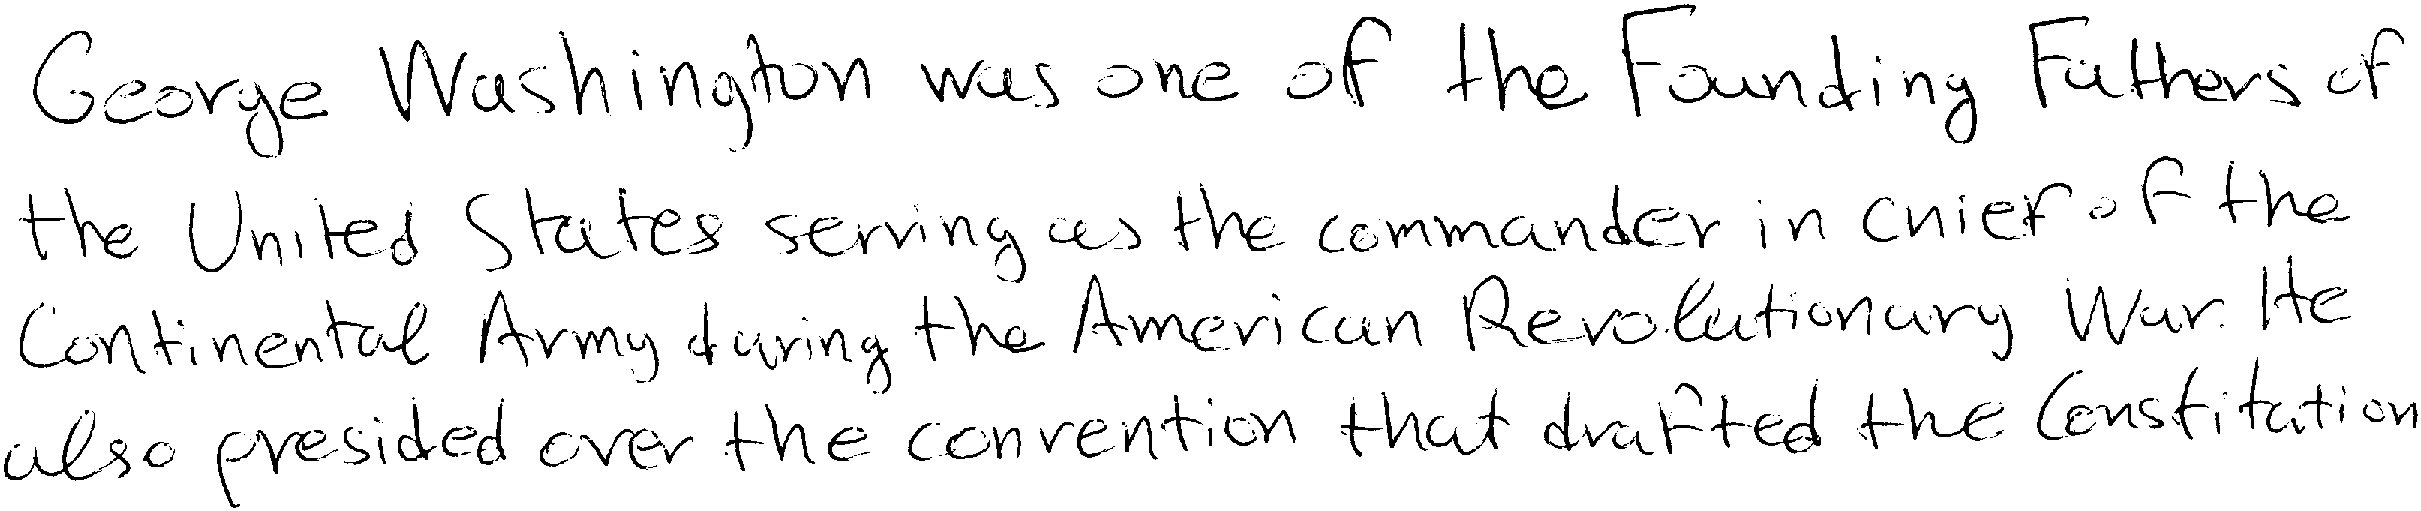 George Washington was one of the Founding Fathers of
the United States serving as the commander in chief of the
Continental Army during the American Revolutionary War. He
also presided over the convention that drafted the Constitution